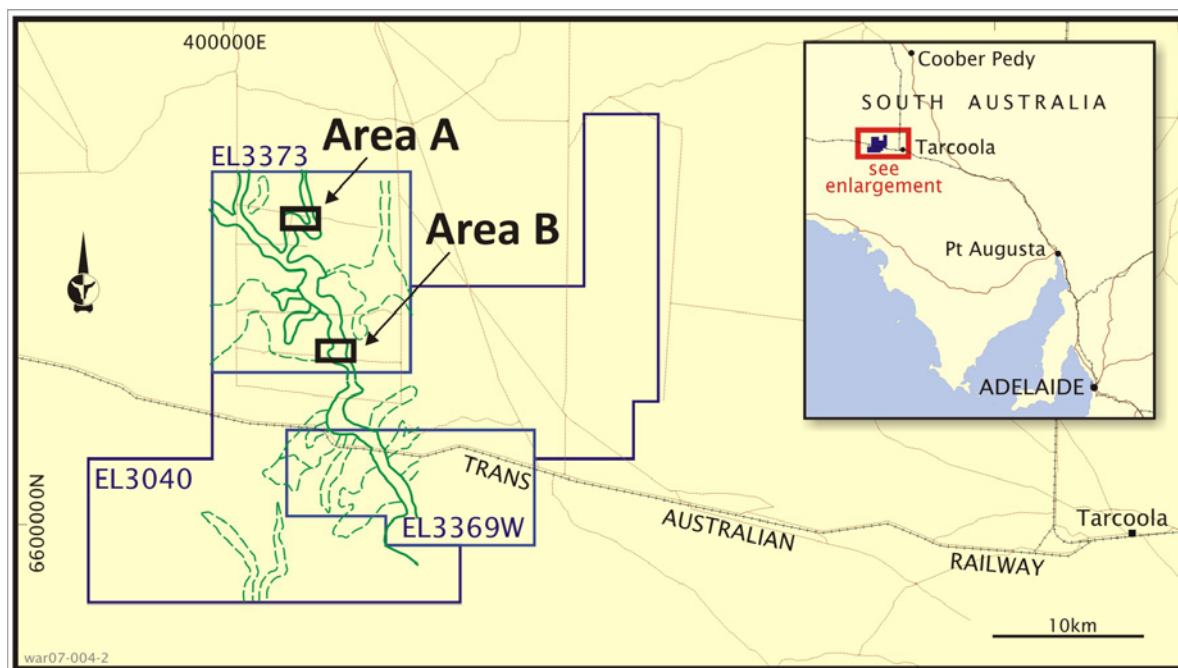 400000E
Area A
EL3373
Area B
EL3040
6600000N
EL3369W
TRANS
AUSTRALIAN
RAILWAY
Tarcoola
10km
war07-004-2
Coober Pedy
SOUTH AUSTRALIA
Tarcoola
see
enlargement
Pt Augusta
ADELAIDE